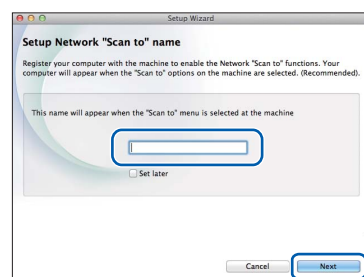 Setup Wizard
Setup Network "Scan to" name
Register your computer with the machine to enable the Network "Scan to" functions. Your
computer will appear when the "Scan to" options on the machine are selected. (Recommended).
This name will appear when the "Scan to" menu is selected at the machine
Set later
Cancel
Next